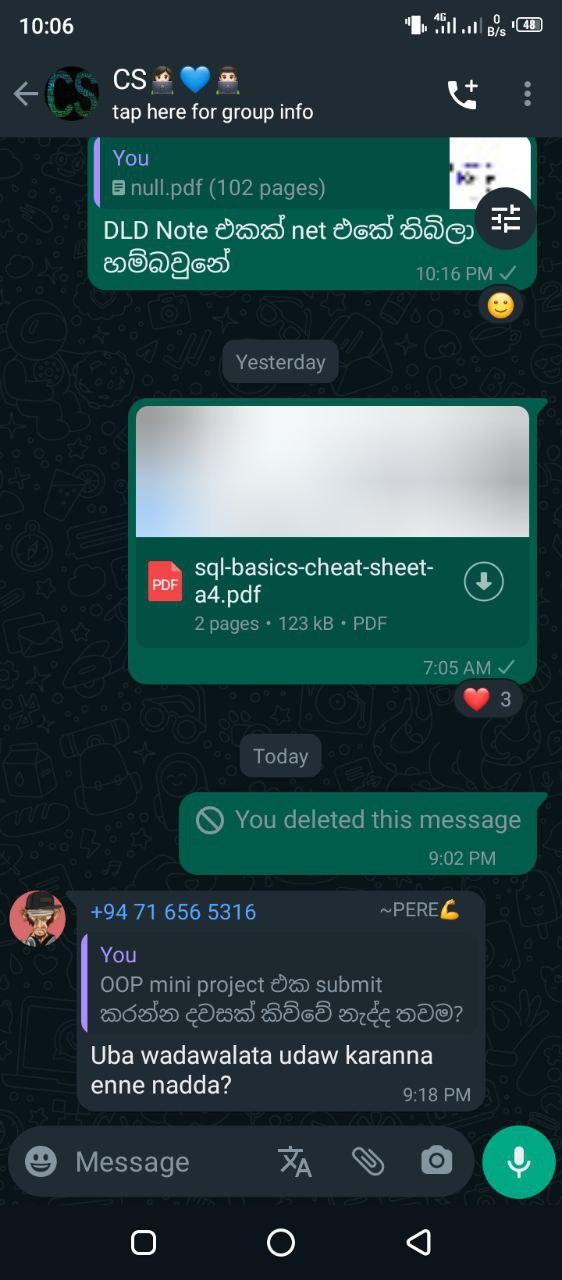 10:06
4G
0
B/s
48
CS👩🏻‍💻💙👨🏻‍💻
tap here for group info
You
null.pdf (102 pages)
DLD Note එකක් net එකේ තිබිලා
හම්බවුනේ
10:16 PM
Yesterday
PDF
sql-basics-cheat-sheet-
a4.pdf
2 pages • 123 kB • PDF
7:05 AM
❤️ 3
Today
You deleted this message
9:02 PM
+94 71 656 5316
~PERE💪
You
OOP mini project එක submit
කරන්න දවසක් කිව්වේ නැද්ද තවම?
Uba wadawalata udaw karanna
enne nadda?
9:18 PM
Message